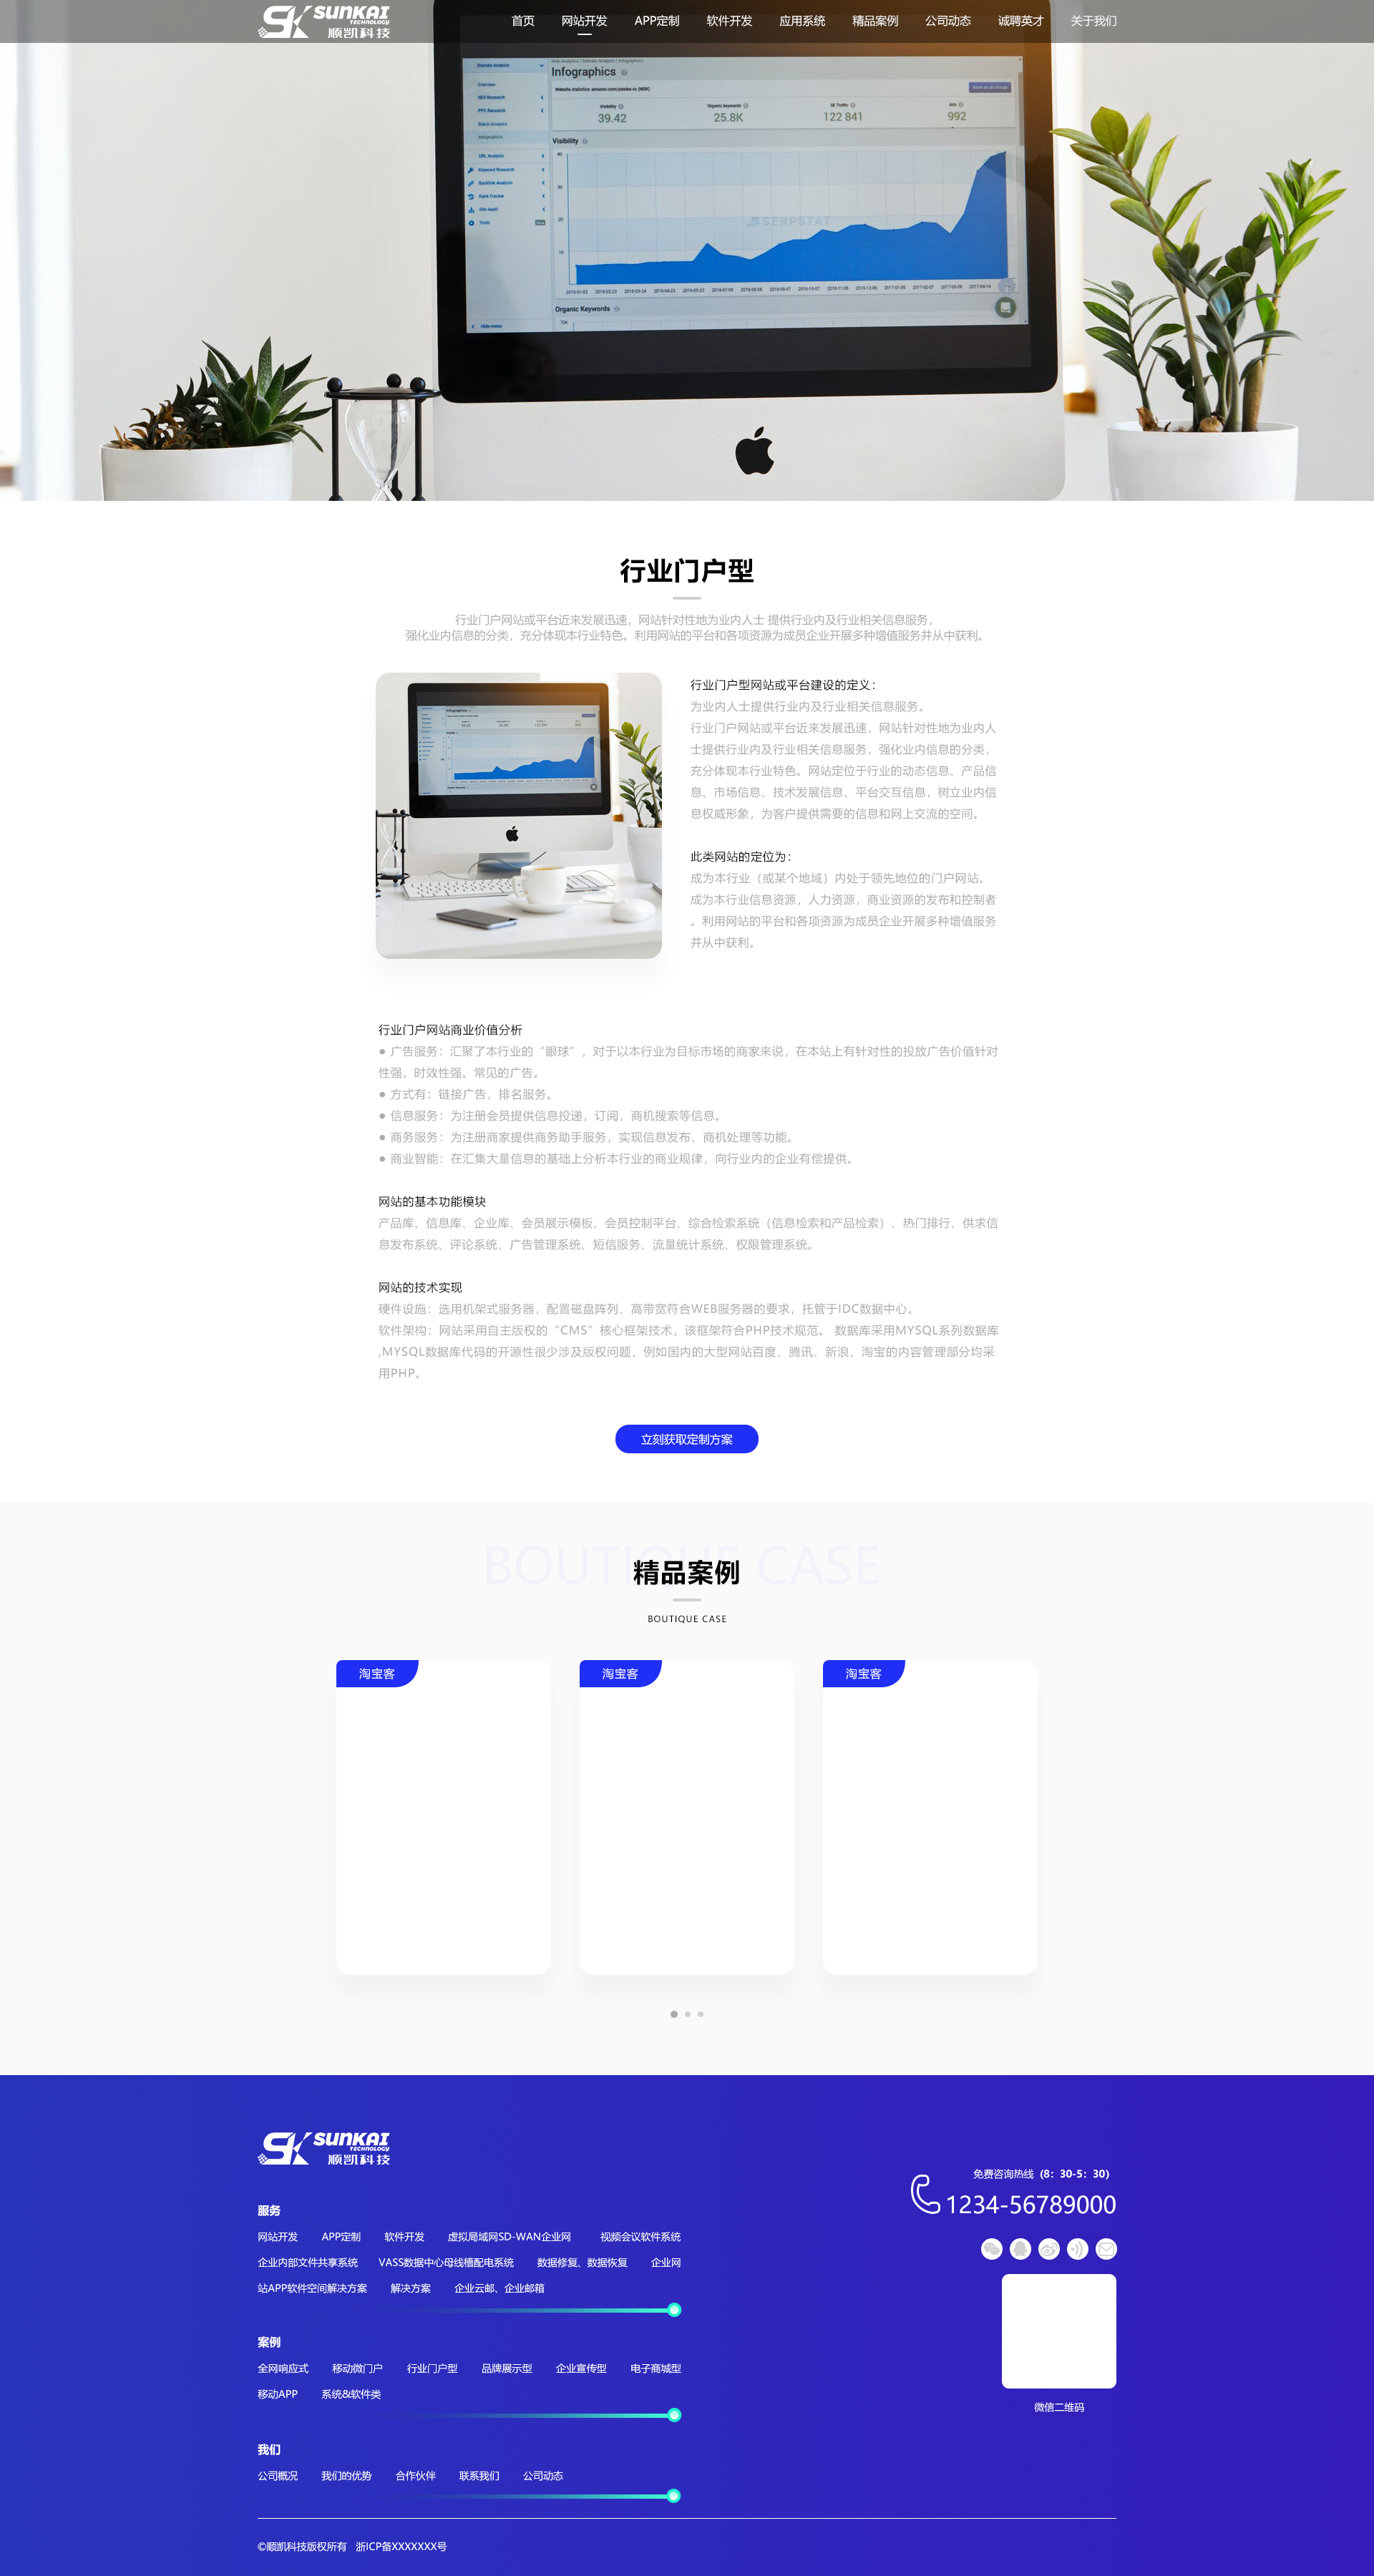 SK SUNKAI
TECHNOLOGY
顺凯科技
首页 网站开发 APP定制 软件开发 应用系统 精品案例 公司动态 诚聘英才 关于我们
Domain Analysis
Overview
SEO Research
PPC Research
Batch Analysis
Infographics
URL Analysis
Keyword Research
Backlink Analysis
Rank Tracker
Site Audit
Tools
Hide menu
Infographics
Website statistics: amazon.com/yandex.ru (MSK)
Save as an image
Visibility
39.42
Organic keywords
25.8K
SE Traffic
122 841
Ads
992
Visibility
SERPSTAT
Organic Keywords
行业门户型
行业门户网站或平台近来发展迅速，网站针对性地为业内人士 提供行业内及行业相关信息服务，
强化业内信息的分类，充分体现本行业特色。利用网站的平台和各项资源为成员企业开展多种增值服务并从中获利。
行业门户型网站或平台建设的定义：
为业内人士提供行业内及行业相关信息服务。
行业门户网站或平台近来发展迅速，网站针对性地为业内人
士提供行业内及行业相关信息服务，强化业内信息的分类，
充分体现本行业特色。网站定位于行业的动态信息、产品信
息、市场信息、技术发展信息、平台交互信息，树立业内信
息权威形象，为客户提供需要的信息和网上交流的空间。
此类网站的定位为：
成为本行业（或某个地域）内处于领先地位的门户网站。
成为本行业信息资源，人力资源，商业资源的发布和控制者
。利用网站的平台和各项资源为成员企业开展多种增值服务
并从中获利。
行业门户网站商业价值分析
● 广告服务：汇聚了本行业的“眼球”，对于以本行业为目标市场的商家来说，在本站上有针对性的投放广告价值针对
性强，时效性强。常见的广告。
● 方式有：链接广告，排名服务。
● 信息服务：为注册会员提供信息投递，订阅，商机搜索等信息。
● 商务服务：为注册商家提供商务助手服务，实现信息发布、商机处理等功能。
● 商业智能：在汇集大量信息的基础上分析本行业的商业规律，向行业内的企业有偿提供。
网站的基本功能模块
产品库、信息库、企业库、会员展示模板、会员控制平台、综合检索系统（信息检索和产品检索）、热门排行、供求信
息发布系统、评论系统、广告管理系统、短信服务、流量统计系统、权限管理系统。
网站的技术实现
硬件设施：选用机架式服务器，配置磁盘阵列、高带宽符合WEB服务器的要求，托管于IDC数据中心。
软件架构：网站采用自主版权的“CMS”核心框架技术，该框架符合PHP技术规范。 数据库采用MYSQL系列数据库
,MYSQL数据库代码的开源性很少涉及版权问题，例如国内的大型网站百度、腾讯、新浪、淘宝的内容管理部分均采
用PHP。
立刻获取定制方案
BOUTIQUE CASE
精品案例
BOUTIQUE CASE
淘宝客
淘宝客
淘宝客
SK SUNKAI
TECHNOLOGY
顺凯科技
免费咨询热线（8：30-5：30）
1234-56789000
微信二维码
服务
网站开发 APP定制 软件开发 虚拟局域网SD-WAN企业网 视频会议软件系统
企业内部文件共享系统 VASS数据中心母线槽配电系统 数据修复、数据恢复 企业网
站APP软件空间解决方案 解决方案 企业云邮、企业邮箱
案例
全网响应式 移动微门户 行业门户型 品牌展示型 企业宣传型 电子商城型
移动APP 系统&软件类
我们
公司概况 我们的优势 合作伙伴 联系我们 公司动态
©顺凯科技版权所有 浙ICP备XXXXXXX号